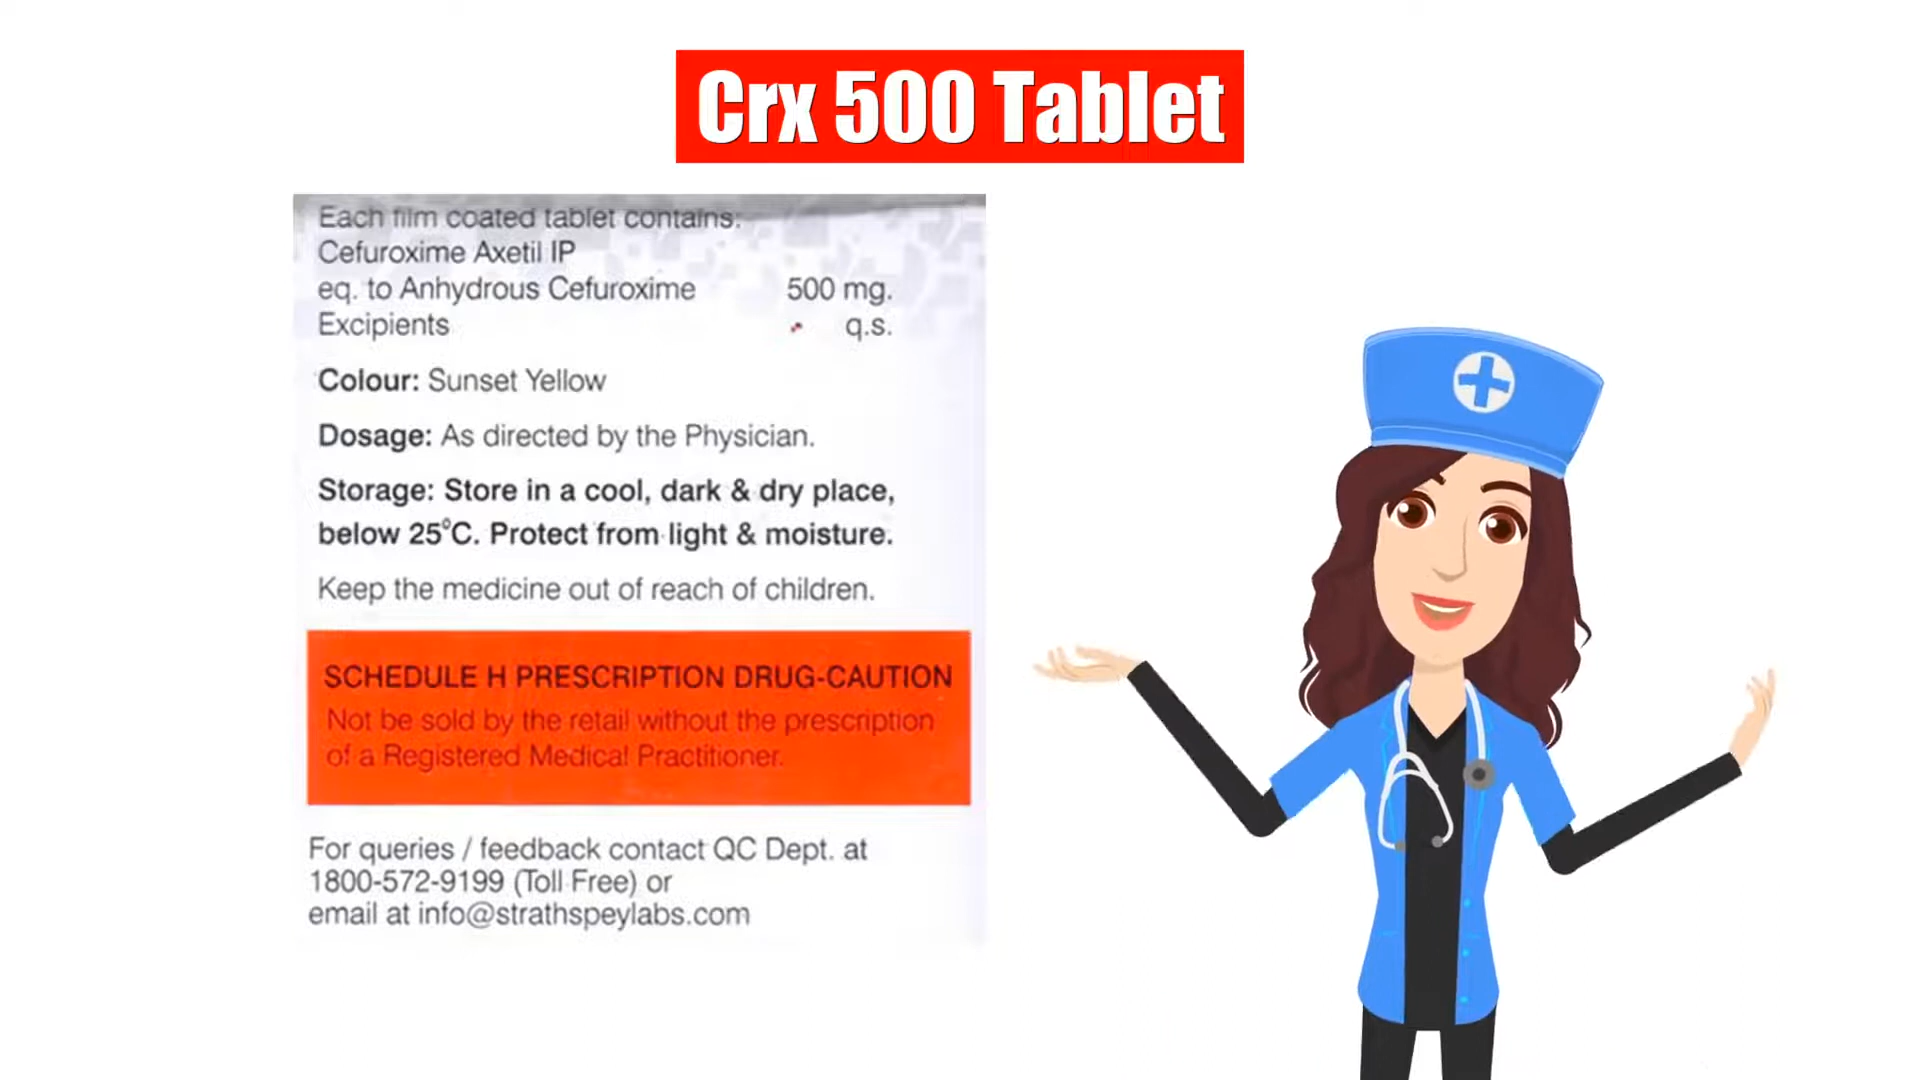 Crx 500 Tablet
Each film coated tablet contains:
Cefuroxime Axetil IP
eq. to Anhydrous Cefuroxime 500 mg.
Excipients q.s.
Colour: Sunset Yellow
Dosage: As directed by the Physician.
Storage: Store in a cool, dark & dry place,
below 25°C. Protect from light & moisture.
Keep the medicine out of reach of children.
SCHEDULE H PRESCRIPTION DRUG-CAUTION
Not be sold by the retail without the prescription
of a Registered Medical Practitioner.
For queries / feedback contact QC Dept. at
1800-572-9199 (Toll Free) or
email at info@strathspeylabs.com